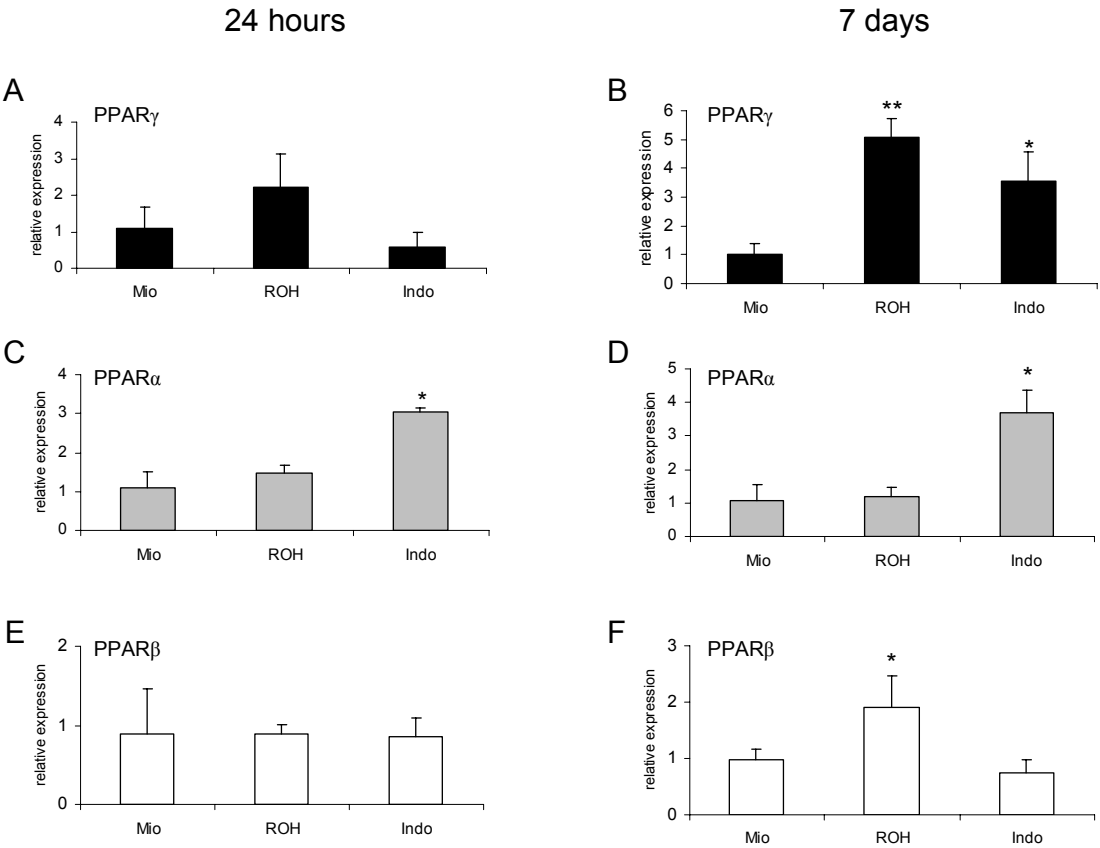 24 hours
7 days
A
PPARγ
relative expression
4
3
2
1
0
Mio ROH Indo
B
PPARγ
relative expression
6
5
4
3
2
1
0
**
*
Mio ROH Indo
C
PPARα
relative expression
4
3
2
1
0
*
Mio ROH Indo
D
PPARα
relative expression
5
4
3
2
1
0
*
Mio ROH Indo
E
PPARβ
relative expression
2
1
0
Mio ROH Indo
F
PPARβ
relative expression
3
2
1
0
*
Mio ROH Indo